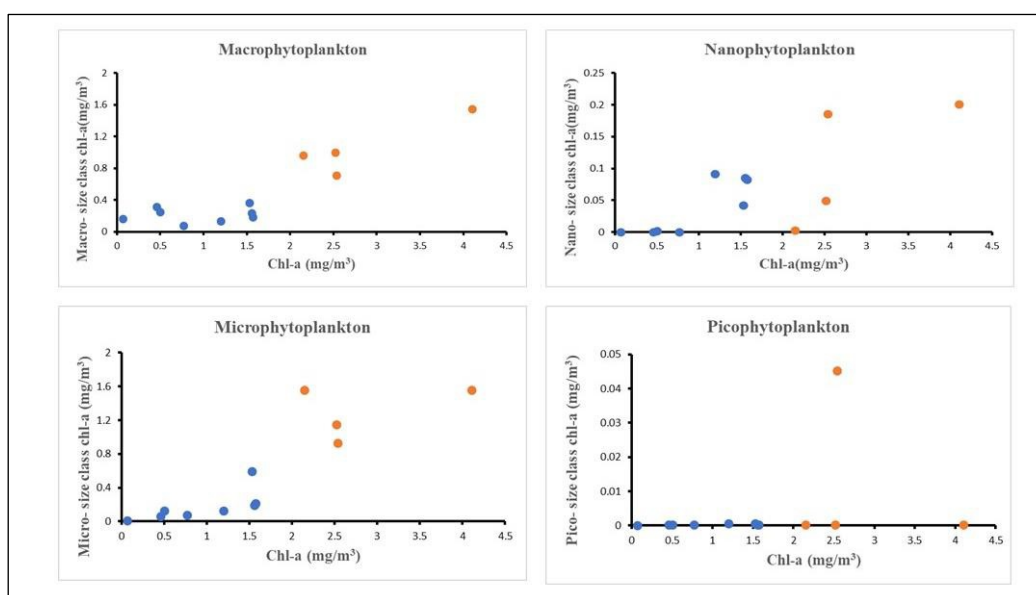 Macrophytoplankton
Macro- size class chl-a(mg/m³)
2
1.6
1.2
0.8
0.4
0
0 0.5 1 1.5 2 2.5 3 3.5 4 4.5
Chl-a (mg/m³)
Nanophytoplankton
Nano- size class chl-a(mg/m³)
0.25
0.2
0.15
0.1
0.05
0
0 0.5 1 1.5 2 2.5 3 3.5 4 4.5
Chl-a(mg/m³)
Microphytoplankton
Micro- size class chl-a (mg/m³)
2
1.6
1.2
0.8
0.4
0
0 0.5 1 1.5 2 2.5 3 3.5 4 4.5
Chl-a (mg/m³)
Picophytoplankton
Pico- size class chl-a (mg/m³)
0.05
0.04
0.03
0.02
0.01
0
0 0.5 1 1.5 2 2.5 3 3.5 4 4.5
Chl-a (mg/m³)